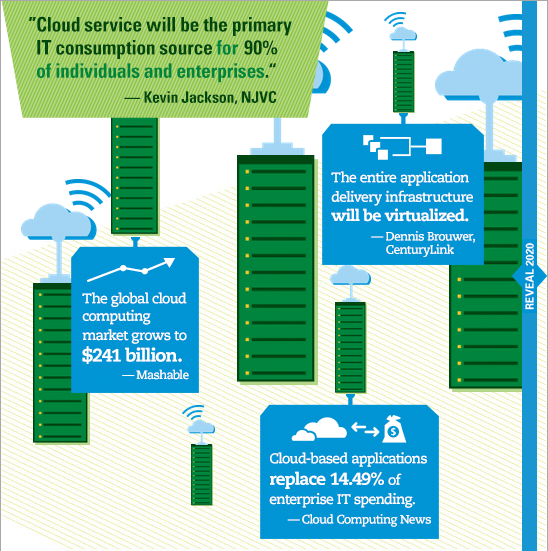 "Cloud service will be the primary
IT consumption source for 90%
of individuals and enterprises."
— Kevin Jackson, NJVC
The entire application
delivery infrastructure
will be virtualized.
— Dennis Brouwer,
CenturyLink
REVEAL 2020
The global cloud
computing
market grows to
$241 billion.
— Mashable
$
Cloud-based applications
replace 14.49% of
enterprise IT spending.
— Cloud Computing News